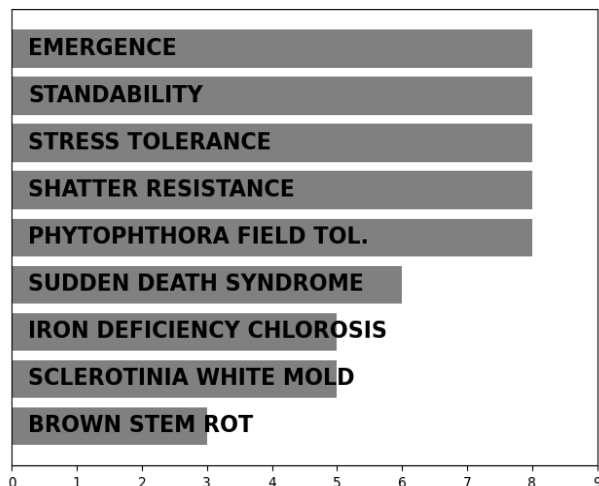 EMERGENCE
STANDABILITY
STRESS TOLERANCE
SHATTER RESISTANCE
PHYTOPHTHORA FIELD TOL.
SUDDEN DEATH SYNDROME
IRON DEFICIENCY CHLOROSIS
SCLEROTINIA WHITE MOLD
BROWN STEM ROT
0 1 2 3 4 5 6 7 8 9